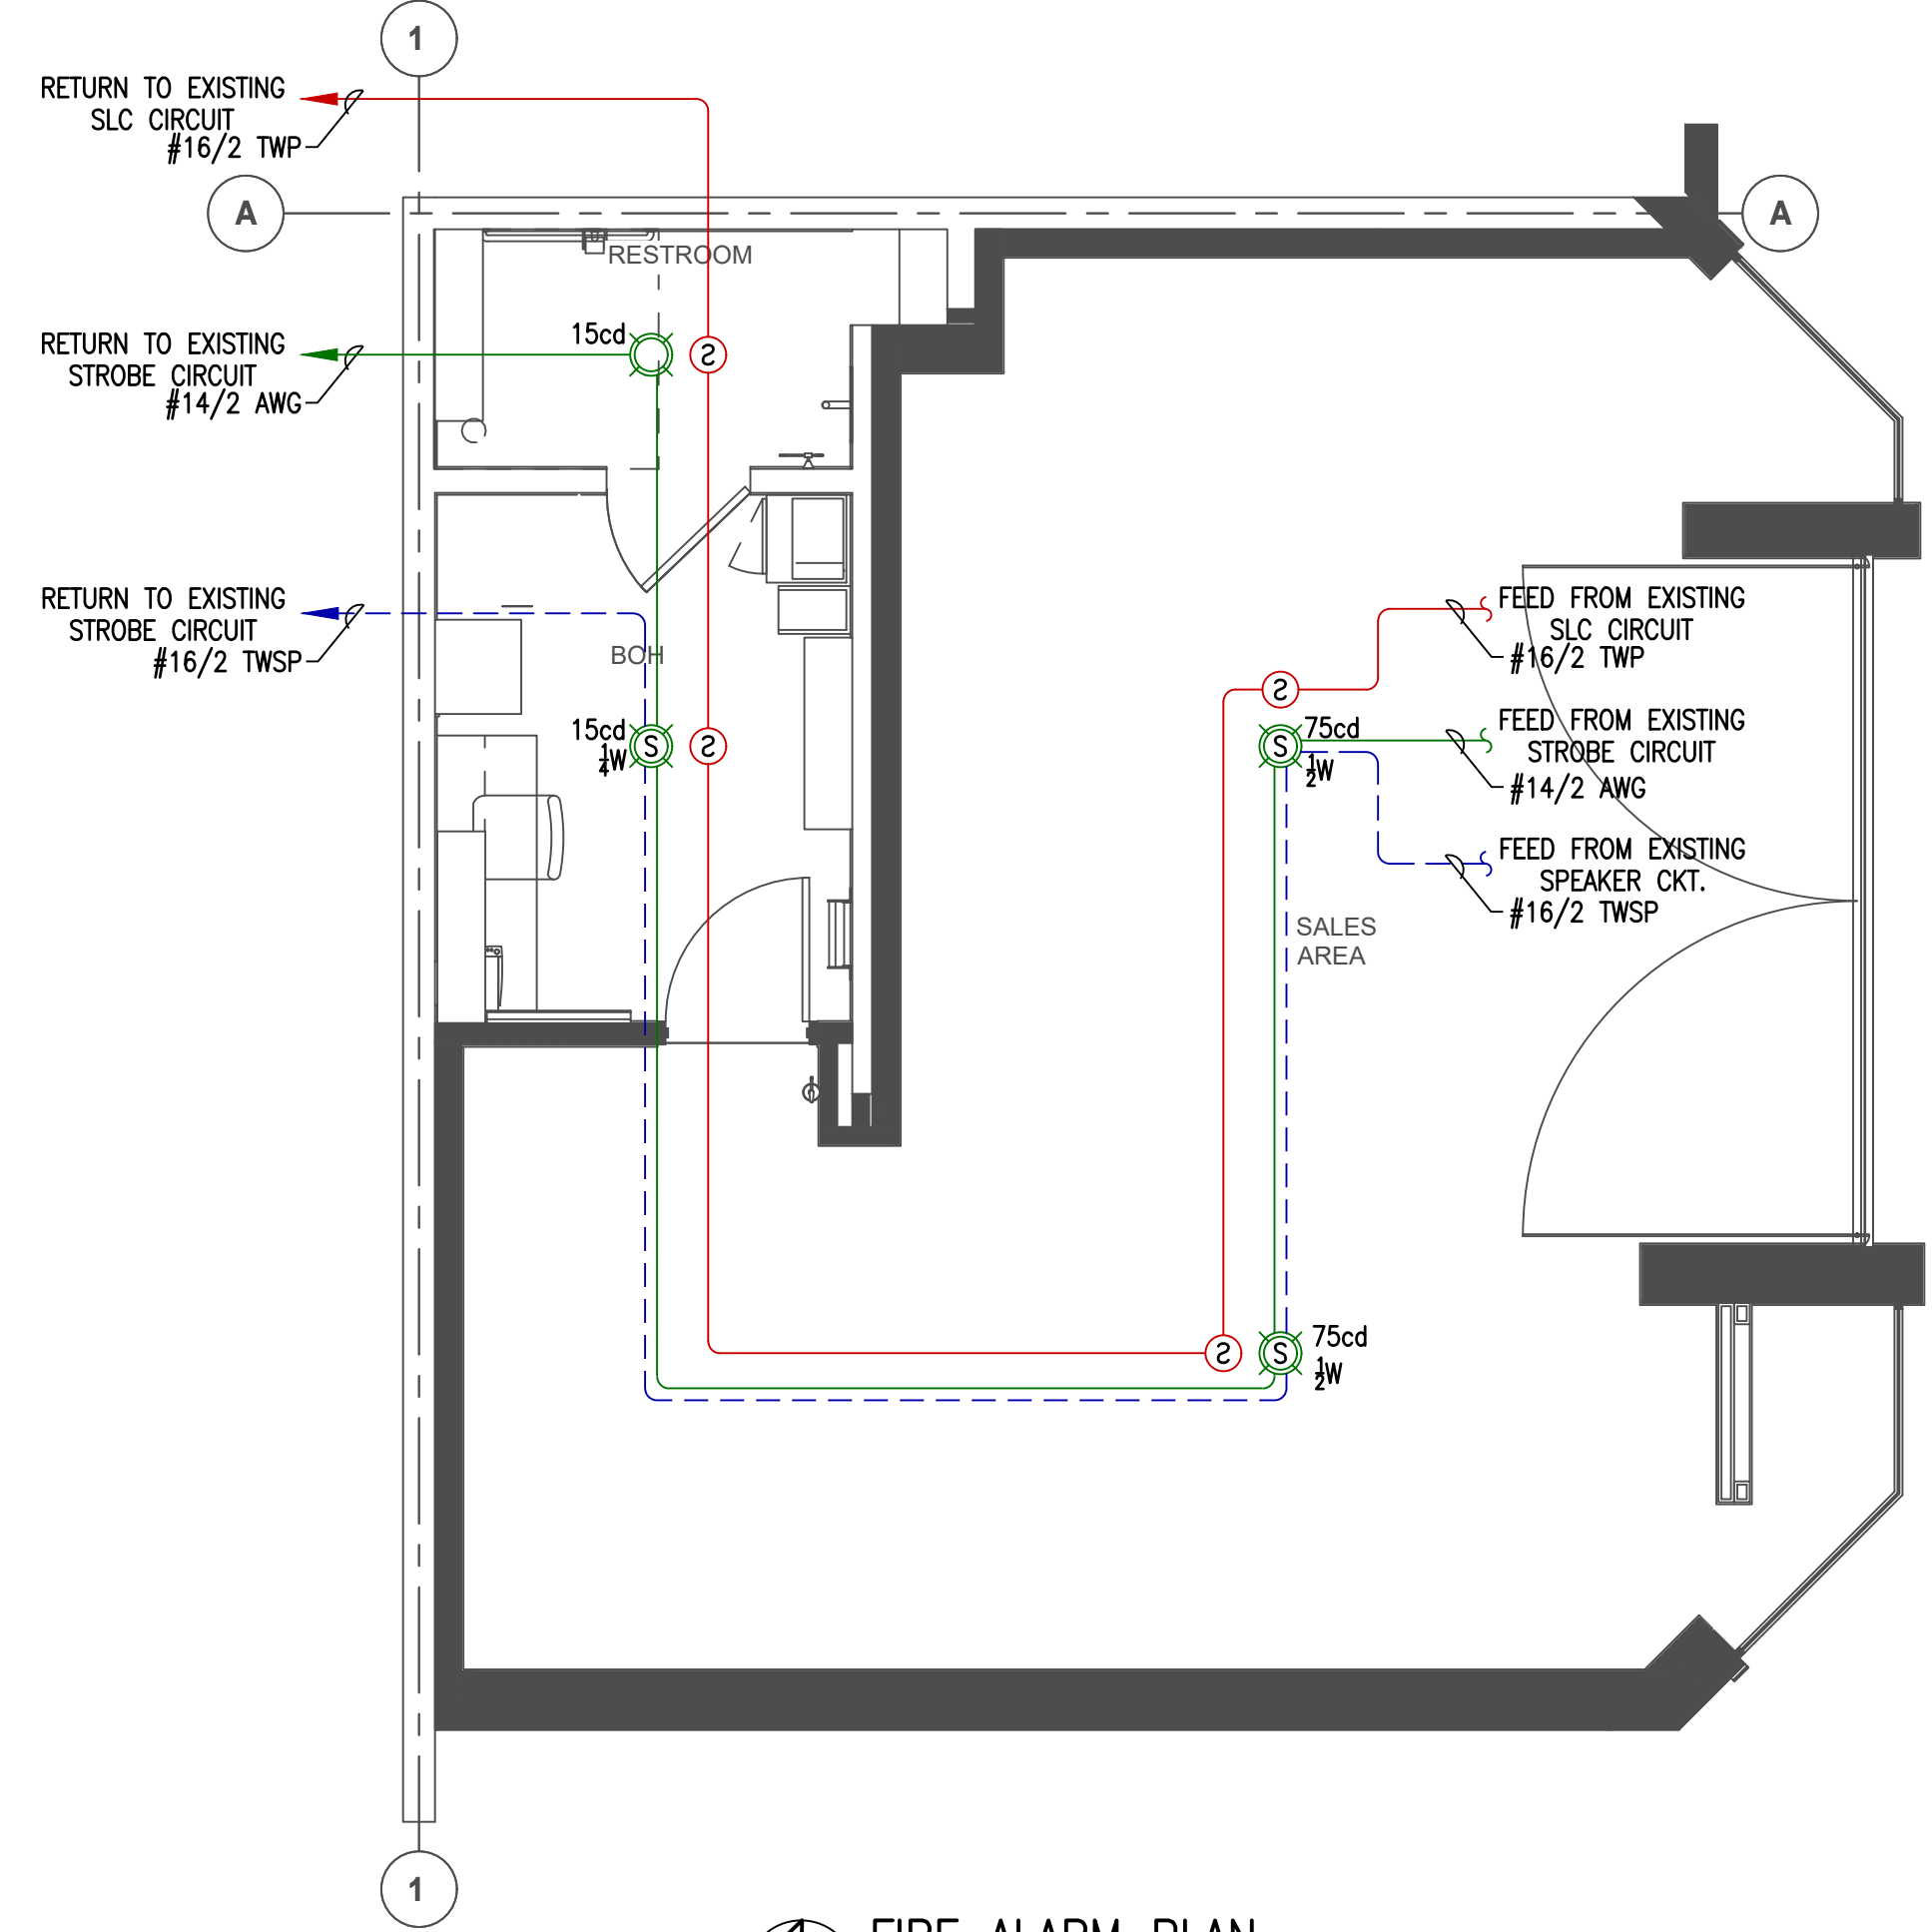 1
RETURN TO EXISTING
SLC CIRCUIT
#16/2 TWP
A
A
RESTROOM
15cd
S
RETURN TO EXISTING
STROBE CIRCUIT
#14/2 AWG
RETURN TO EXISTING
STROBE CIRCUIT
#16/2 TWSP
BOH
15cd
1/4W
S
S
FEED FROM EXISTING
SLC CIRCUIT
#16/2 TWP
S
S
75cd
1/2W
FEED FROM EXISTING
STROBE CIRCUIT
#14/2 AWG
FEED FROM EXISTING
SPEAKER CKT.
#16/2 TWSP
SALES
AREA
S
S
75cd
1/2W
1
FIRE ALARM PLAN